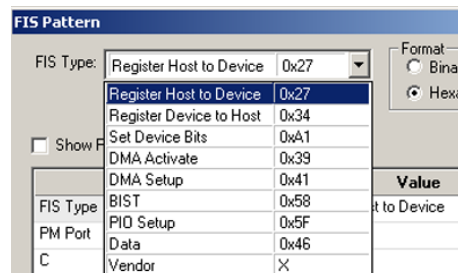 FIS Pattern
FIS Type: Register Host to Device 0x27
Format
Bina
Hexa
Register Host to Device 0x27
Register Device to Host 0x34
Set Device Bits 0xA1
Show F
DMA Activate 0x39
DMA Setup 0x41
Value
FIS Type
BIST 0x58
st to Device
PM Port
PIO Setup 0x5F
Data 0x46
C
Vendor X